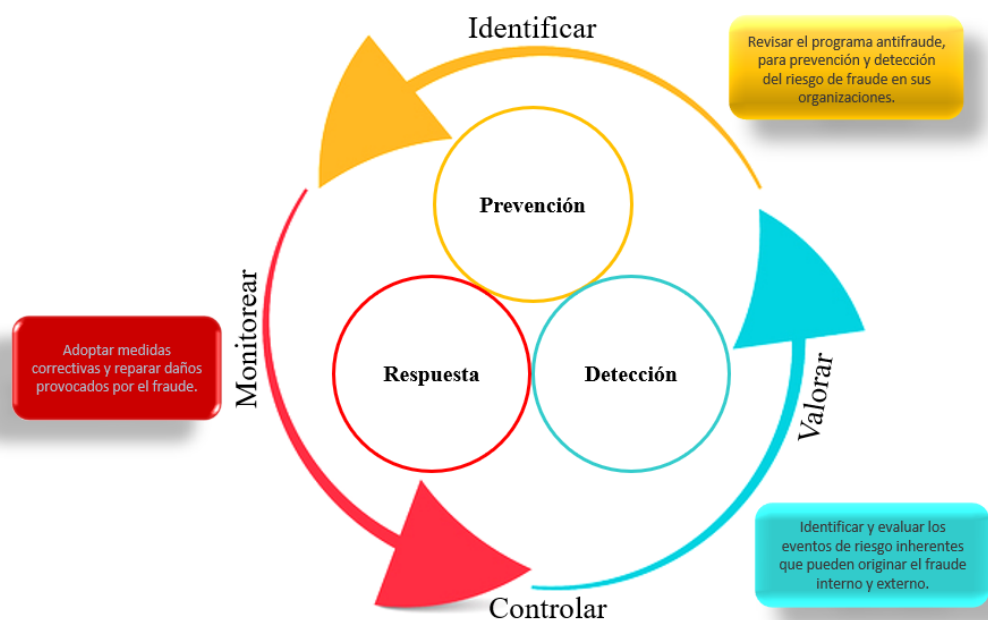 Identificar
Revisar el programa antifraude,
para prevención y detección
del riesgo de fraude en sus
organizaciones.
Prevención
Monitorear
Adoptar medidas
correctivas y reparar daños
provocados por el fraude.
Respuesta
Detección
Valorar
Identificar y evaluar los
eventos de riesgo inherentes
que pueden originar el fraude
interno y externo.
Controlar